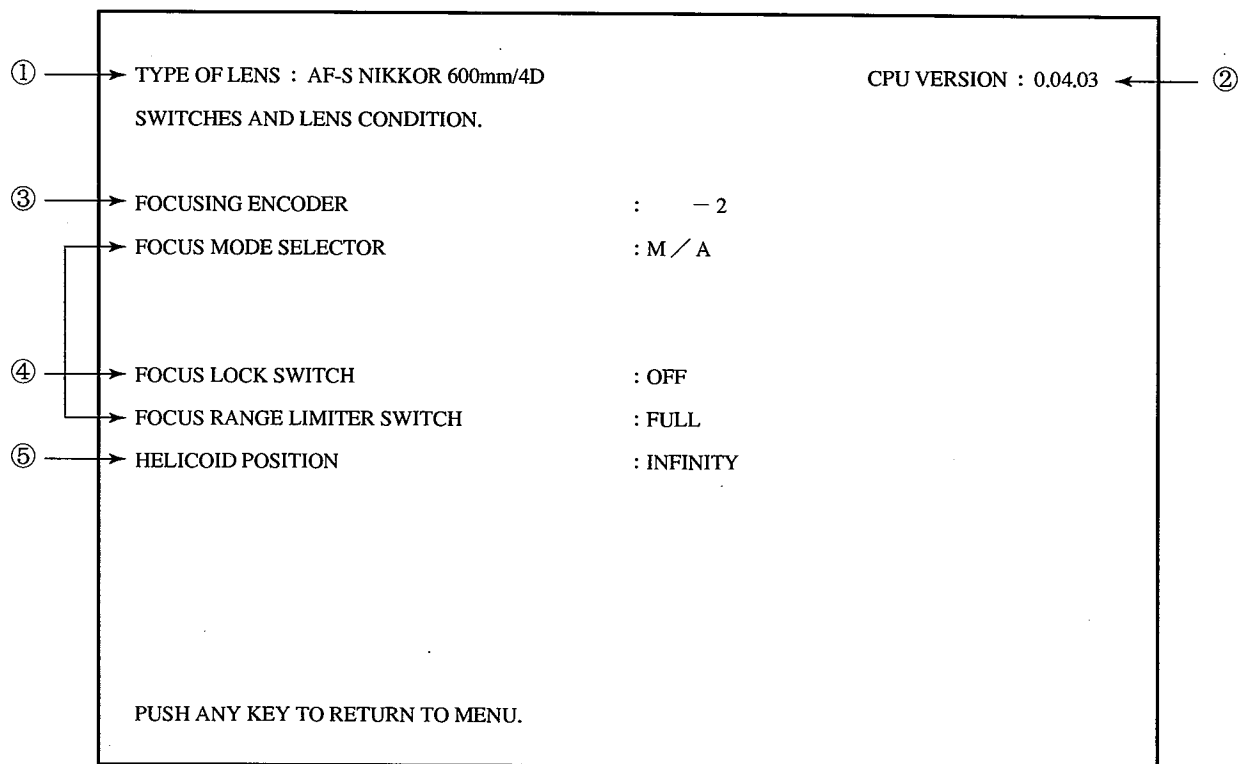 ① TYPE OF LENS : AF-S NIKKOR 600mm/4D CPU VERSION : 0.04.03 ②
SWITCHES AND LENS CONDITION.
③ FOCUSING ENCODER : －2
FOCUS MODE SELECTOR : M／A
④ FOCUS LOCK SWITCH : OFF
FOCUS RANGE LIMITER SWITCH : FULL
⑤ HELICOID POSITION : INFINITY
PUSH ANY KEY TO RETURN TO MENU.